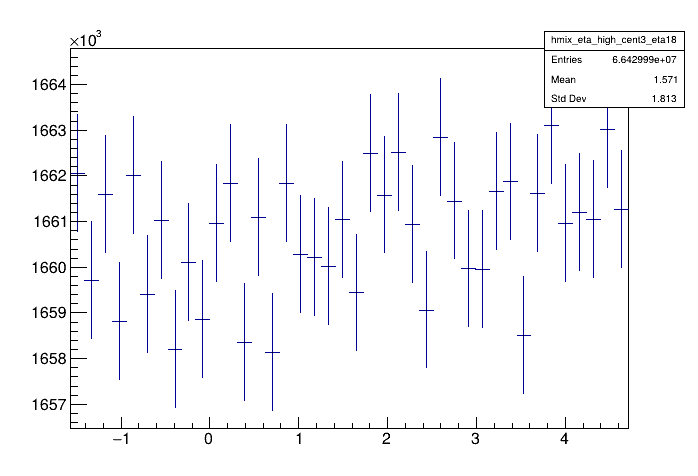 ×10³
hmix_eta_high_cent3_eta18
Entries 6.642999e+07
Mean 1.571
Std Dev 1.813
1664
1663
1662
1661
1660
1659
1658
1657
−1 0 1 2 3 4